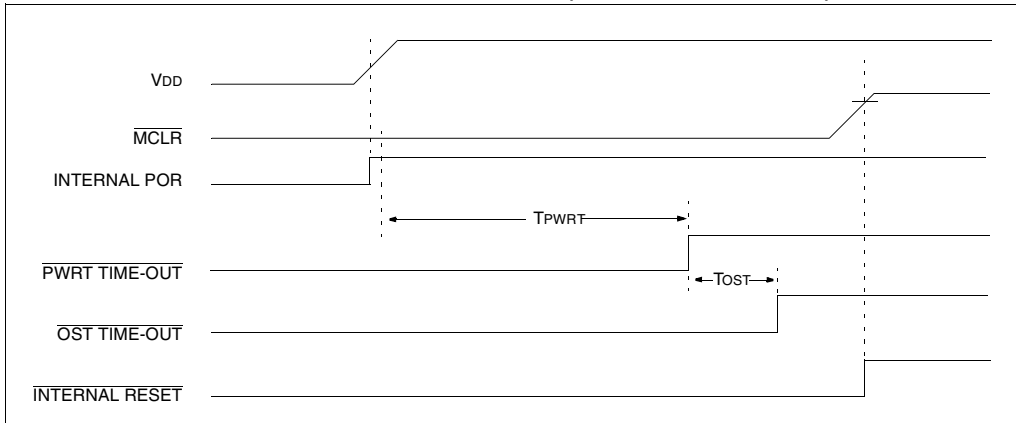 VDD
MCLR
INTERNAL POR
TPWRT
PWRT TIME-OUT
TOST
OST TIME-OUT
INTERNAL RESET